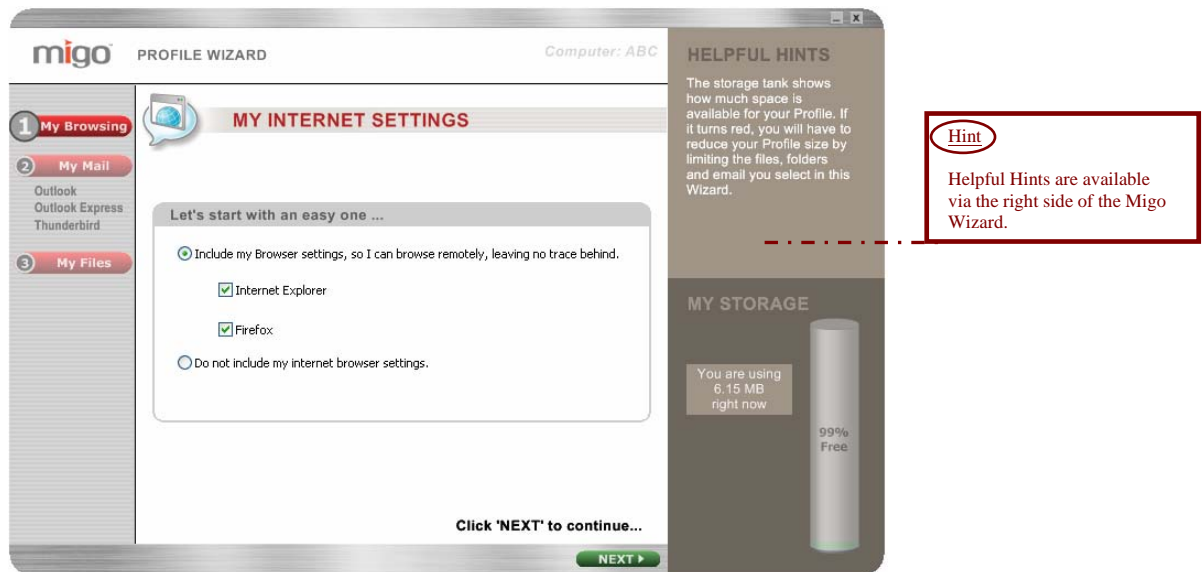 migo
PROFILE WIZARD
Computer: ABC
1 My Browsing
2 My Mail
Outlook
Outlook Express
Thunderbird
3 My Files
MY INTERNET SETTINGS
Let's start with an easy one ...
Include my Browser settings, so I can browse remotely, leaving no trace behind.
Internet Explorer
Firefox
Do not include my internet browser settings.
Click 'NEXT' to continue...
NEXT
HELPFUL HINTS
The storage tank shows
how much space is
available for your Profile. If
it turns red, you will have to
reduce your Profile size by
limiting the files, folders
and email you select in this
Wizard.
MY STORAGE
You are using
6.15 MB
right now
99%
Free
Hint
Helpful Hints are available
via the right side of the Migo
Wizard.